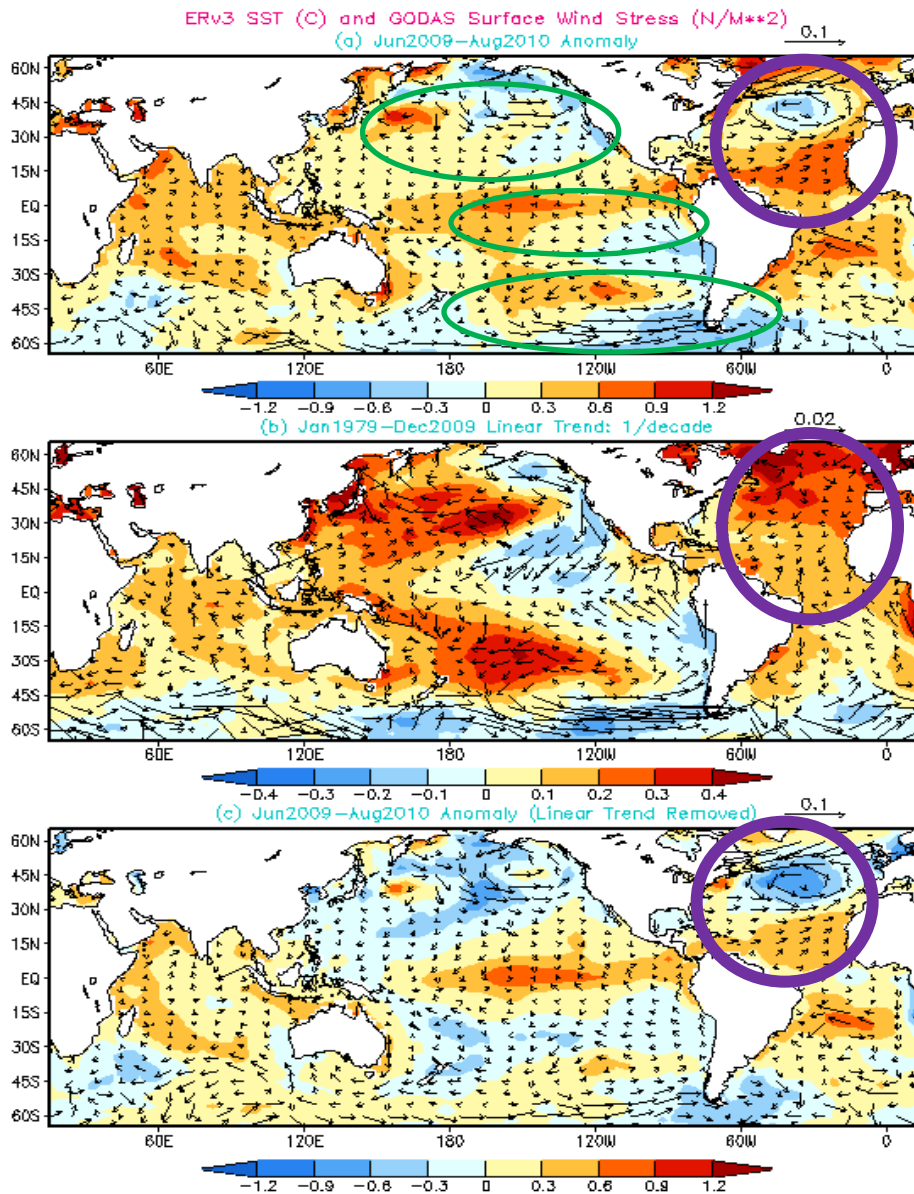 ERv3 SST (C) and GODAS Surface Wind Stress (N/M**2)
(a) Jun2009-Aug2010 Anomaly
0.1
60N
45N
30N
15N
EQ
15S
30S
45S
60S
60E 120E 180 120W 60W 0
-1.2 -0.9 -0.6 -0.3 0 0.3 0.6 0.9 1.2
(b) Jan1979-Dec2009 Linear Trend: 1/decade
0.02
60N
45N
30N
15N
EQ
15S
30S
45S
60S
60E 120E 180 120W 60W 0
-0.4 -0.3 -0.2 -0.1 0 0.1 0.2 0.3 0.4
(c) Jun2009-Aug2010 Anomaly (Linear Trend Removed)
0.1
60N
45N
30N
15N
EQ
15S
30S
45S
60S
60E 120E 180 120W 60W 0
-1.2 -0.9 -0.6 -0.3 0 0.3 0.6 0.9 1.2